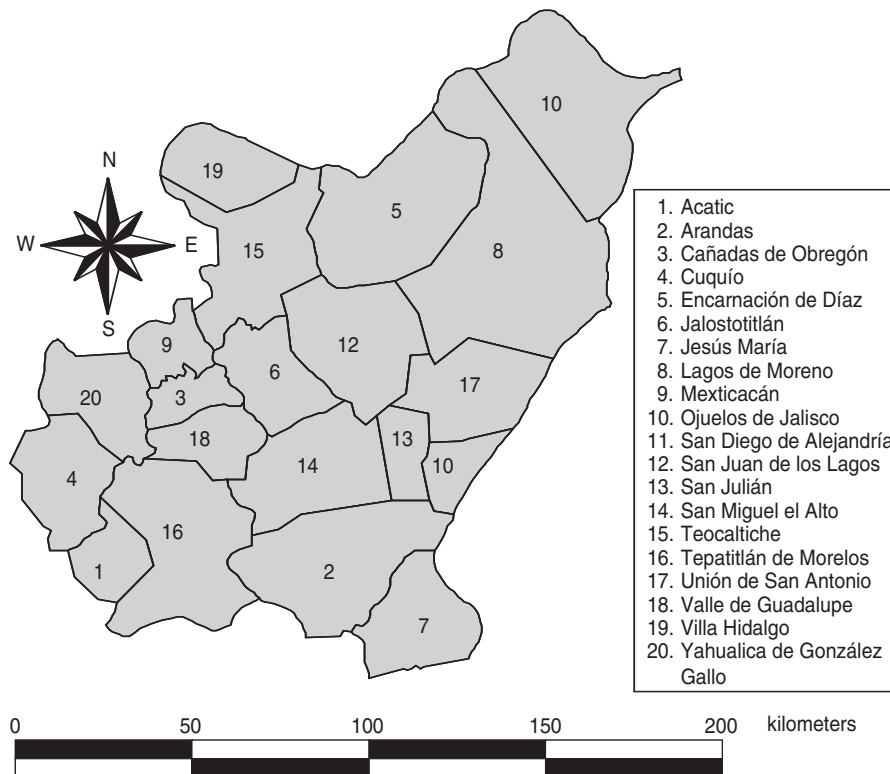 10
19
N
5
W
E
15
8
S
9
12
6
17
20
3
18
13
10
14
4
16
1
2
7
1. Acatic
2. Arandas
3. Cañadas de Obregón
4. Cuquío
5. Encarnación de Díaz
6. Jalostotitlán
7. Jesús María
8. Lagos de Moreno
9. Mexticacán
10. Ojuelos de Jalisco
11. San Diego de Alejandría
12. San Juan de los Lagos
13. San Julián
14. San Miguel el Alto
15. Teocaltiche
16. Tepatitlán de Morelos
17. Unión de San Antonio
18. Valle de Guadalupe
19. Villa Hidalgo
20. Yahualica de González
Gallo
0 50 100 150 200 kilometers